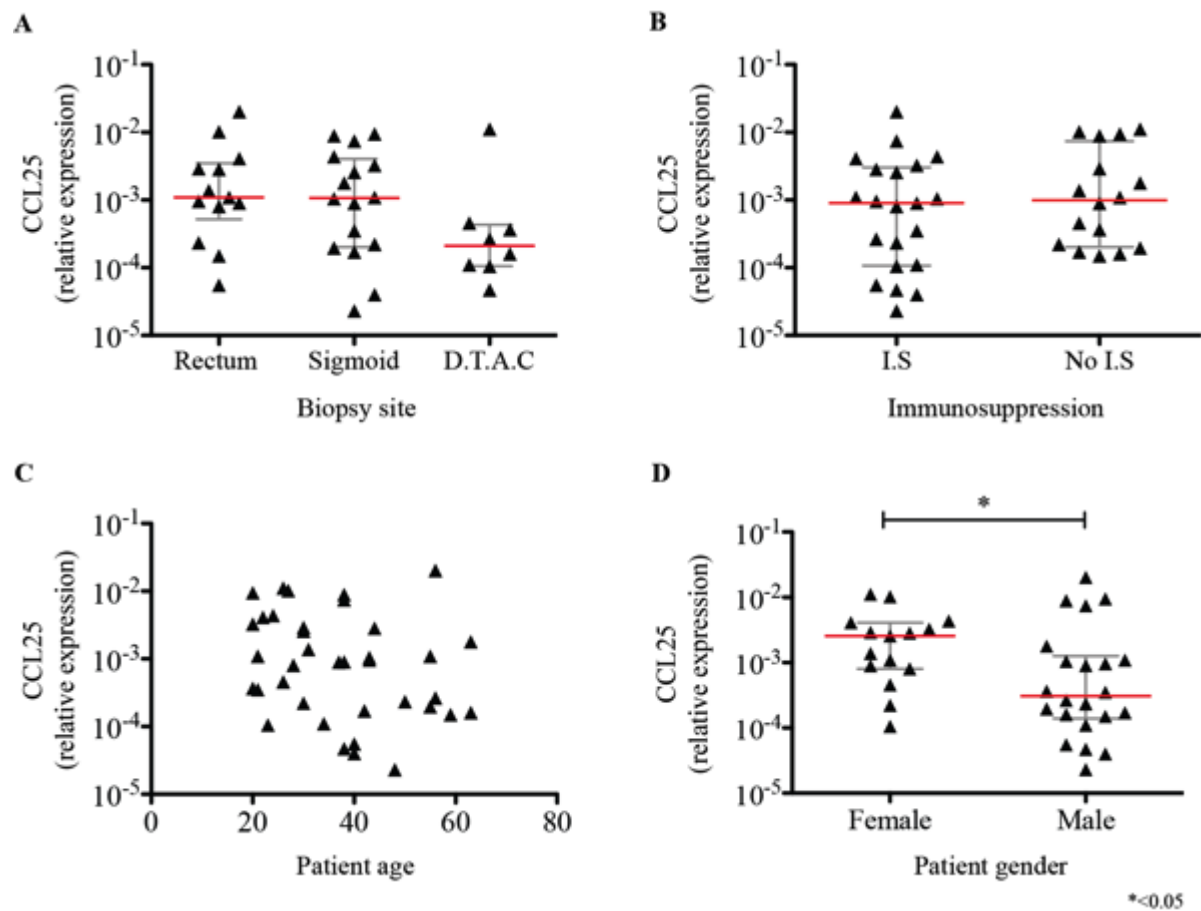 A
CCL25
(relative expression)
10-1
10-2
10-3
10-4
10-5
Rectum Sigmoid D.T.A.C
Biopsy site
B
CCL25
(relative expression)
10-1
10-2
10-3
10-4
10-5
I.S No I.S
Immunosuppression
C
CCL25
(relative expression)
10-1
10-2
10-3
10-4
10-5
0 20 40 60 80
Patient age
D
*
CCL25
(relative expression)
10-1
10-2
10-3
10-4
10-5
Female Male
Patient gender
*<0.05